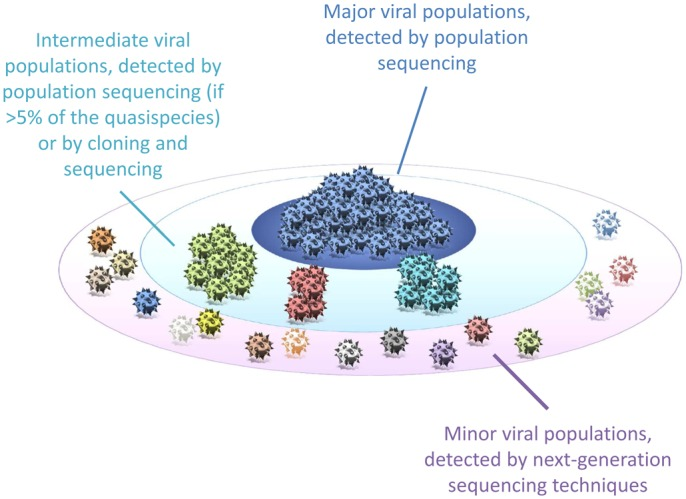 Major viral populations,
detected by population
sequencing
Intermediate viral
populations, detected by
population sequencing (if
>5% of the quasispecies)
or by cloning and
sequencing
Minor viral populations,
detected by next-generation
sequencing techniques